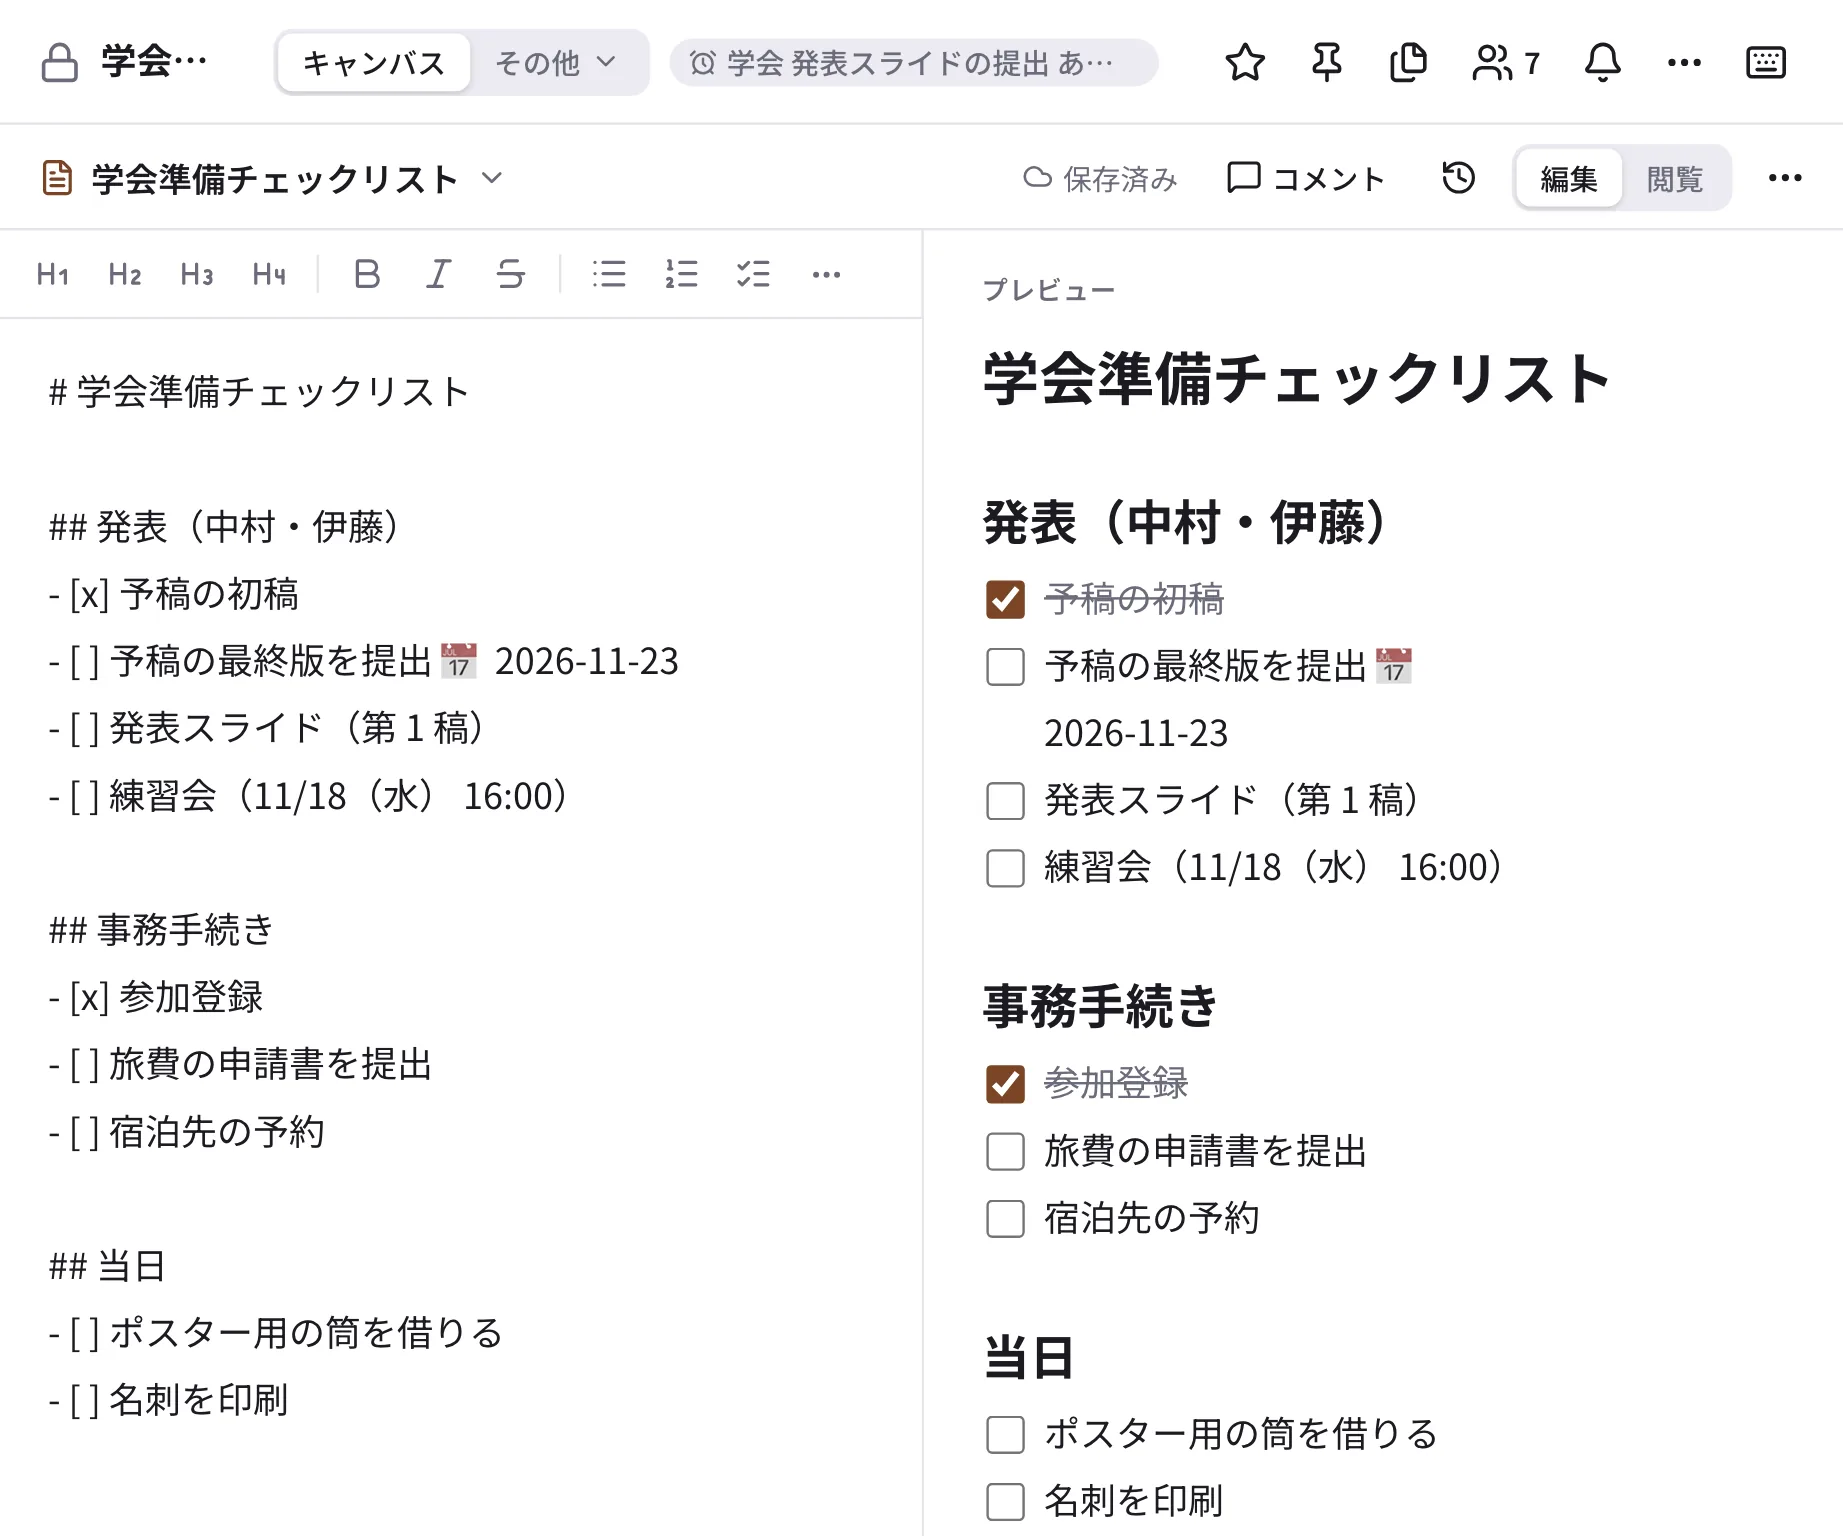 学会…
キャンバス
その他
学会 発表スライドの提出 あ…
7
学会準備チェックリスト
保存済み
コメント
編集
閲覧
H1 H2 H3 H4 B I S
# 学会準備チェックリスト
## 発表（中村・伊藤）
- [x] 予稿の初稿
- [ ] 予稿の最終版を提出📅 2026-11-23
- [ ] 発表スライド（第 1 稿）
- [ ] 練習会（11/18（水） 16:00）
## 事務手続き
- [x] 参加登録
- [ ] 旅費の申請書を提出
- [ ] 宿泊先の予約
## 当日
- [ ] ポスター用の筒を借りる
- [ ] 名刺を印刷
プレビュー
学会準備チェックリスト
発表（中村・伊藤）
予稿の初稿
予稿の最終版を提出📅
2026-11-23
発表スライド（第 1 稿）
練習会（11/18（水） 16:00）
事務手続き
参加登録
旅費の申請書を提出
宿泊先の予約
当日
ポスター用の筒を借りる
名刺を印刷